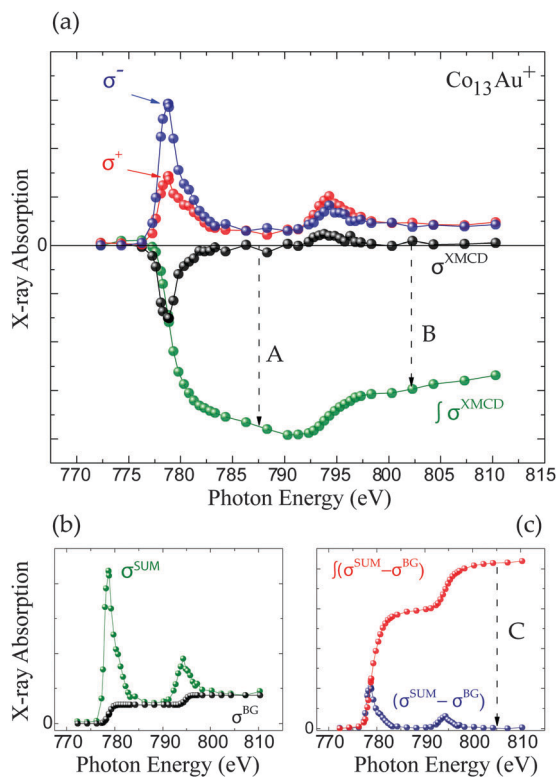 (a)
σ⁻
Co₁₃Au⁺
σ⁺
X-ray Absorption
0
σ^XMCD
A
B
∫ σ^XMCD
770 775 780 785 790 795 800 805 810 815
Photon Energy (eV)
(b)
(c)
σ^SUM
∫(σ^SUM−σ^BG)
X-ray Absorption
C
(σ^SUM−σ^BG)
0
σ^BG
0
770 780 790 800 810
770 780 790 800 810
Photon Energy (eV)
Photon Energy (eV)